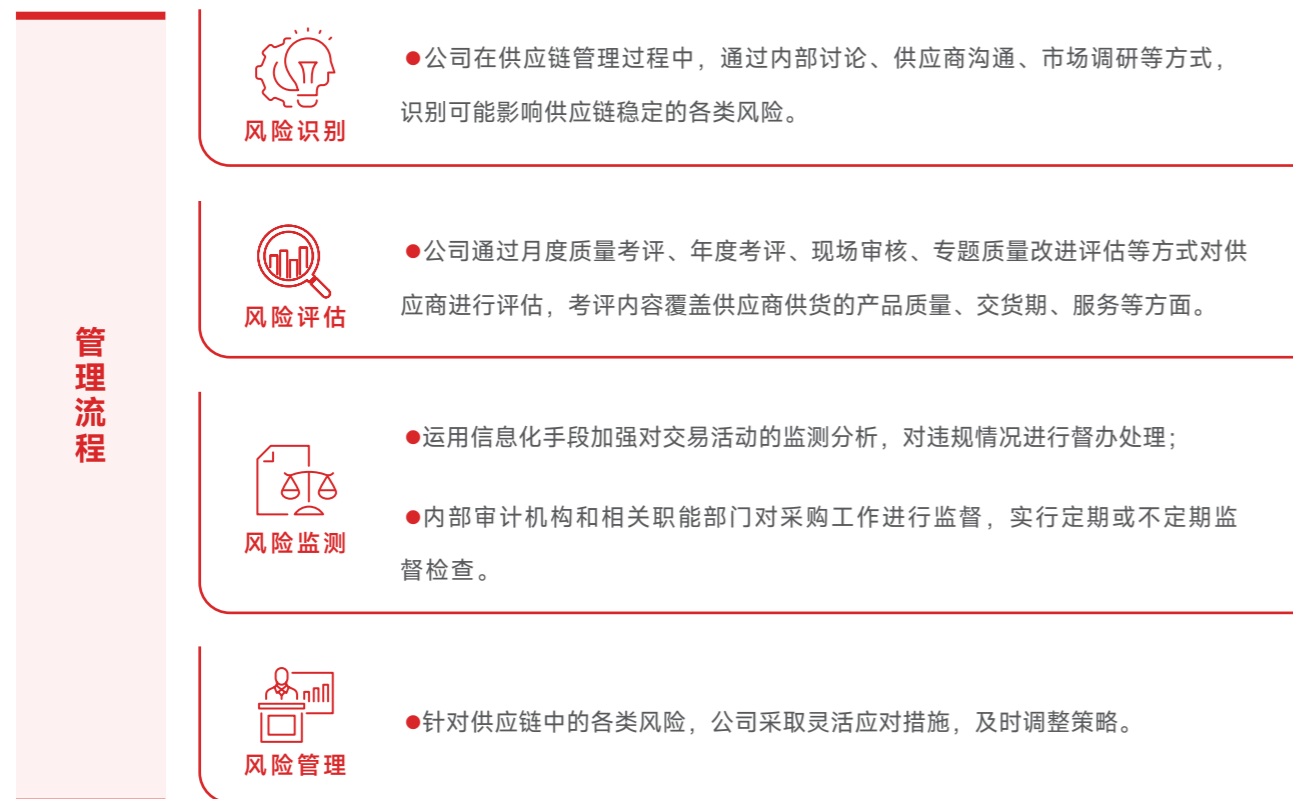 管理流程
风险识别
●公司在供应链管理过程中，通过内部讨论、供应商沟通、市场调研等方式，
识别可能影响供应链稳定的各类风险。
风险评估
●公司通过月度质量考评、年度考评、现场审核、专题质量改进评估等方式对供
应商进行评估，考评内容覆盖供应商供货的产品质量、交货期、服务等方面。
风险监测
●运用信息化手段加强对交易活动的监测分析，对违规情况进行督办处理；
●内部审计机构和相关职能部门对采购工作进行监督，实行定期或不定期监
督检查。
风险管理
●针对供应链中的各类风险，公司采取灵活应对措施，及时调整策略。